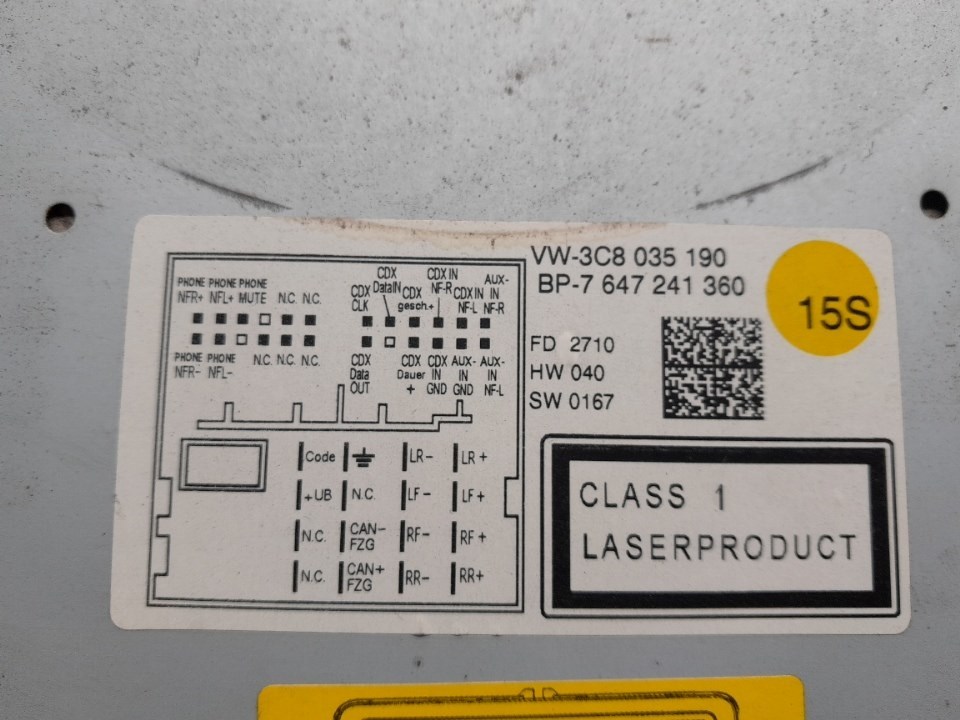 VW-3C8 035 190
BP-7 647 241 360
15S
FD 2710
HW 040
SW 0167
CLASS 1
LASERPRODUCT
PHONE PHONE PHONE
NFR+ NFL+ MUTE N.C. N.C.
PHONE PHONE N.C. N.C. N.C.
NFR- NFL-
CDX CDX IN
DataIN NF-R AUX-
CDX CDX CDX IN IN
CLK gesch.+ NF-L NF-R
CDX CDX CDX AUX- AUX-
Data Dauer IN IN IN
OUT + GND GND NF-L
Code LR- LR+
+UB N.C. LF- LF+
N.C. CAN- RF- RF+
FZG
N.C. CAN+ RR- RR+
FZG